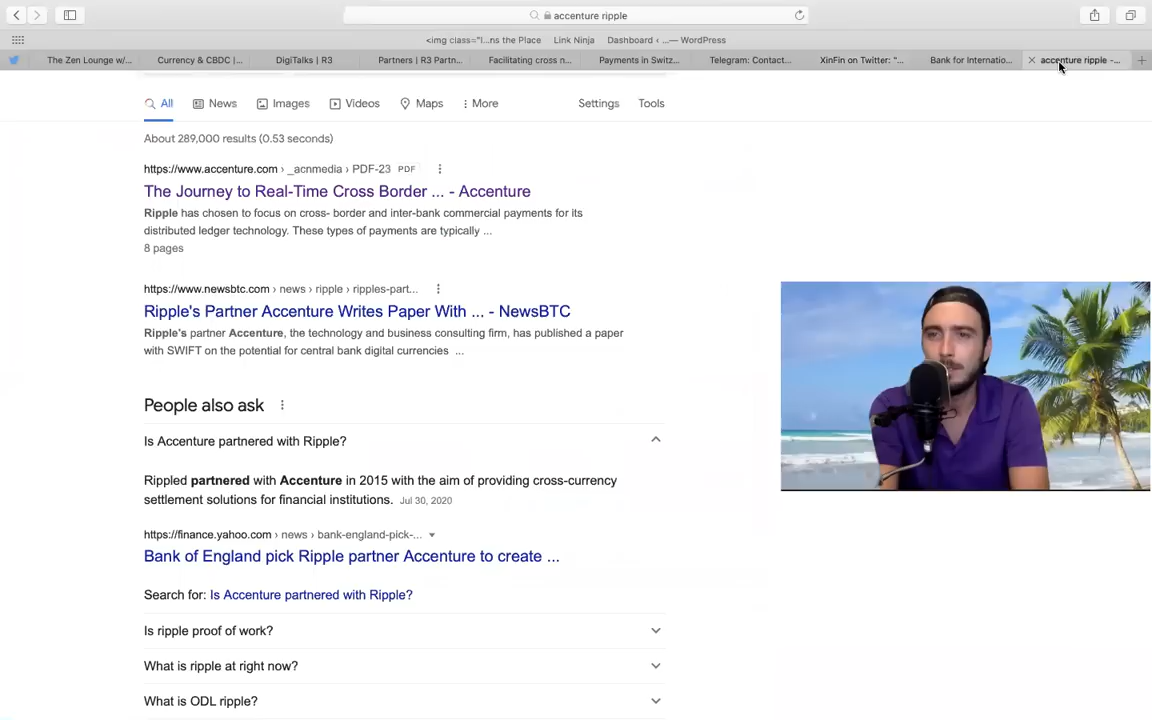 accenture ripple
<img class="l...ns the Place
Link Ninja
Dashboard ‹ ...— WordPress
The Zen Lounge w/...
Currency & CBDC |...
DigiTalks | R3
Partners | R3 Partn...
Facilitating cross n...
Payments in Switz...
Telegram: Contact...
XinFin on Twitter: "...
Bank for Internatio...
accenture ripple -...
All
News
Images
Videos
Maps
More
Settings
Tools
About 289,000 results (0.53 seconds)
https://www.accenture.com › _acnmedia › PDF-23 PDF
The Journey to Real-Time Cross Border ... - Accenture
Ripple has chosen to focus on cross- border and inter-bank commercial payments for its
distributed ledger technology. These types of payments are typically ...
8 pages
https://www.newsbtc.com › news › ripple › ripples-part...
Ripple's Partner Accenture Writes Paper With ... - NewsBTC
Ripple's partner Accenture, the technology and business consulting firm, has published a paper
with SWIFT on the potential for central bank digital currencies ...
People also ask
Is Accenture partnered with Ripple?
Rippled partnered with Accenture in 2015 with the aim of providing cross-currency
settlement solutions for financial institutions. Jul 30, 2020
https://finance.yahoo.com › news › bank-england-pick-...
Bank of England pick Ripple partner Accenture to create ...
Search for: Is Accenture partnered with Ripple?
Is ripple proof of work?
What is ripple at right now?
What is ODL ripple?